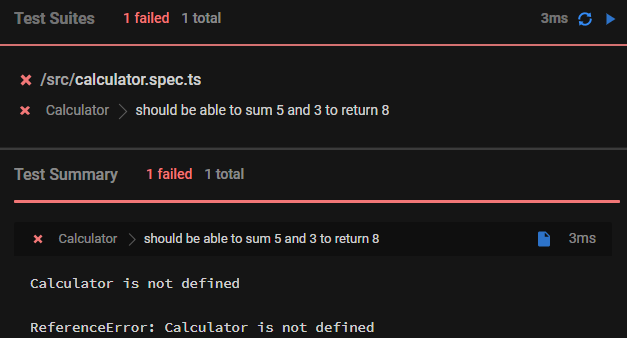 Test Suites 1 failed 1 total 3ms
/src/calculator.spec.ts
Calculator should be able to sum 5 and 3 to return 8
Test Summary 1 failed 1 total
Calculator should be able to sum 5 and 3 to return 8 3ms
Calculator is not defined
ReferenceError: Calculator is not defined